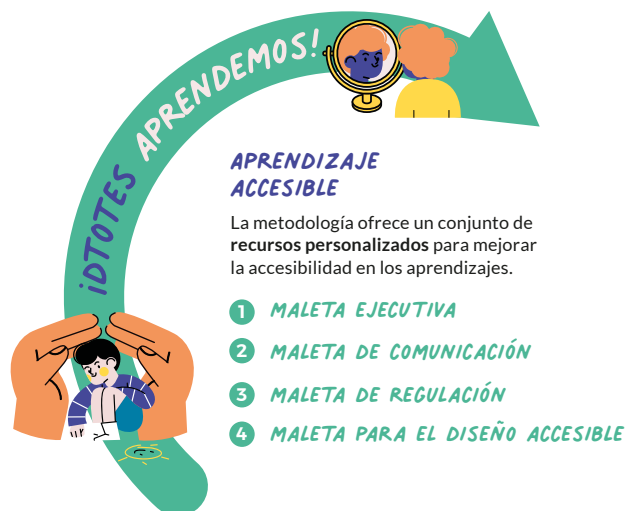 ¡DTOTES APRENDEMOS!
APRENDIZAJE
ACCESIBLE
La metodología ofrece un conjunto de
recursos personalizados para mejorar
la accesibilidad en los aprendizajes.
1 MALETA EJECUTIVA
2 MALETA DE COMUNICACIÓN
3 MALETA DE REGULACIÓN
4 MALETA PARA EL DISEÑO ACCESIBLE